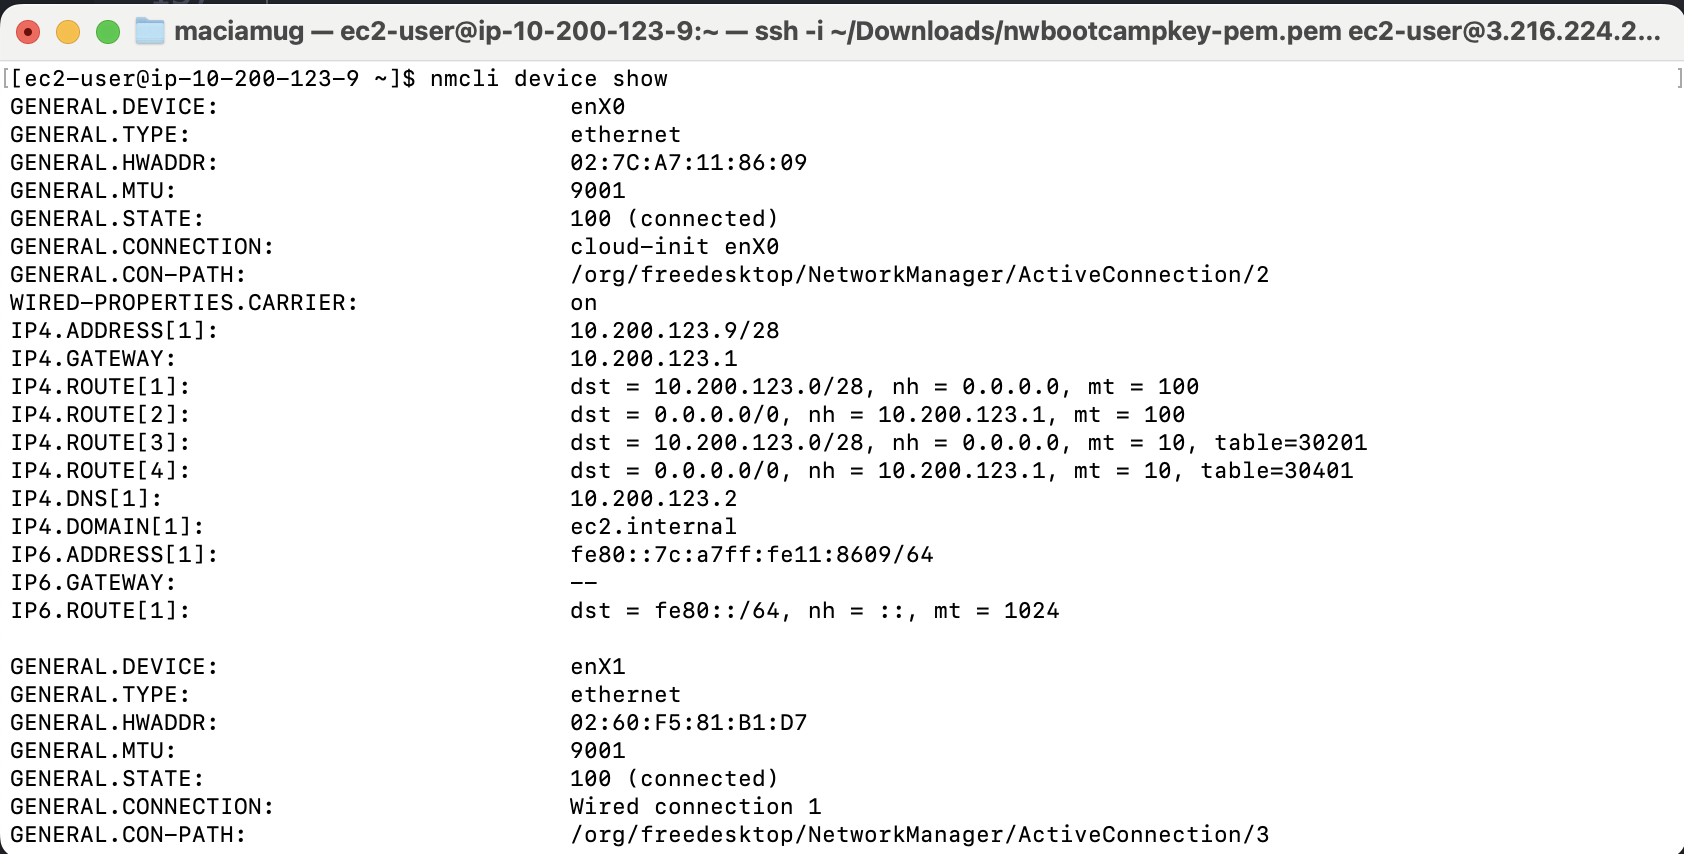 maciamug — ec2-user@ip-10-200-123-9:~ — ssh -i ~/Downloads/nwbootcampkey-pem.pem ec2-user@3.216.224.2...
[[ec2-user@ip-10-200-123-9 ~]$ nmcli device show ]
GENERAL.DEVICE: enX0
GENERAL.TYPE: ethernet
GENERAL.HWADDR: 02:7C:A7:11:86:09
GENERAL.MTU: 9001
GENERAL.STATE: 100 (connected)
GENERAL.CONNECTION: cloud-init enX0
GENERAL.CON-PATH: /org/freedesktop/NetworkManager/ActiveConnection/2
WIRED-PROPERTIES.CARRIER: on
IP4.ADDRESS[1]: 10.200.123.9/28
IP4.GATEWAY: 10.200.123.1
IP4.ROUTE[1]: dst = 10.200.123.0/28, nh = 0.0.0.0, mt = 100
IP4.ROUTE[2]: dst = 0.0.0.0/0, nh = 10.200.123.1, mt = 100
IP4.ROUTE[3]: dst = 10.200.123.0/28, nh = 0.0.0.0, mt = 10, table=30201
IP4.ROUTE[4]: dst = 0.0.0.0/0, nh = 10.200.123.1, mt = 10, table=30401
IP4.DNS[1]: 10.200.123.2
IP4.DOMAIN[1]: ec2.internal
IP6.ADDRESS[1]: fe80::7c:a7ff:fe11:8609/64
IP6.GATEWAY: --
IP6.ROUTE[1]: dst = fe80::/64, nh = ::, mt = 1024
GENERAL.DEVICE: enX1
GENERAL.TYPE: ethernet
GENERAL.HWADDR: 02:60:F5:81:B1:D7
GENERAL.MTU: 9001
GENERAL.STATE: 100 (connected)
GENERAL.CONNECTION: Wired connection 1
GENERAL.CON-PATH: /org/freedesktop/NetworkManager/ActiveConnection/3